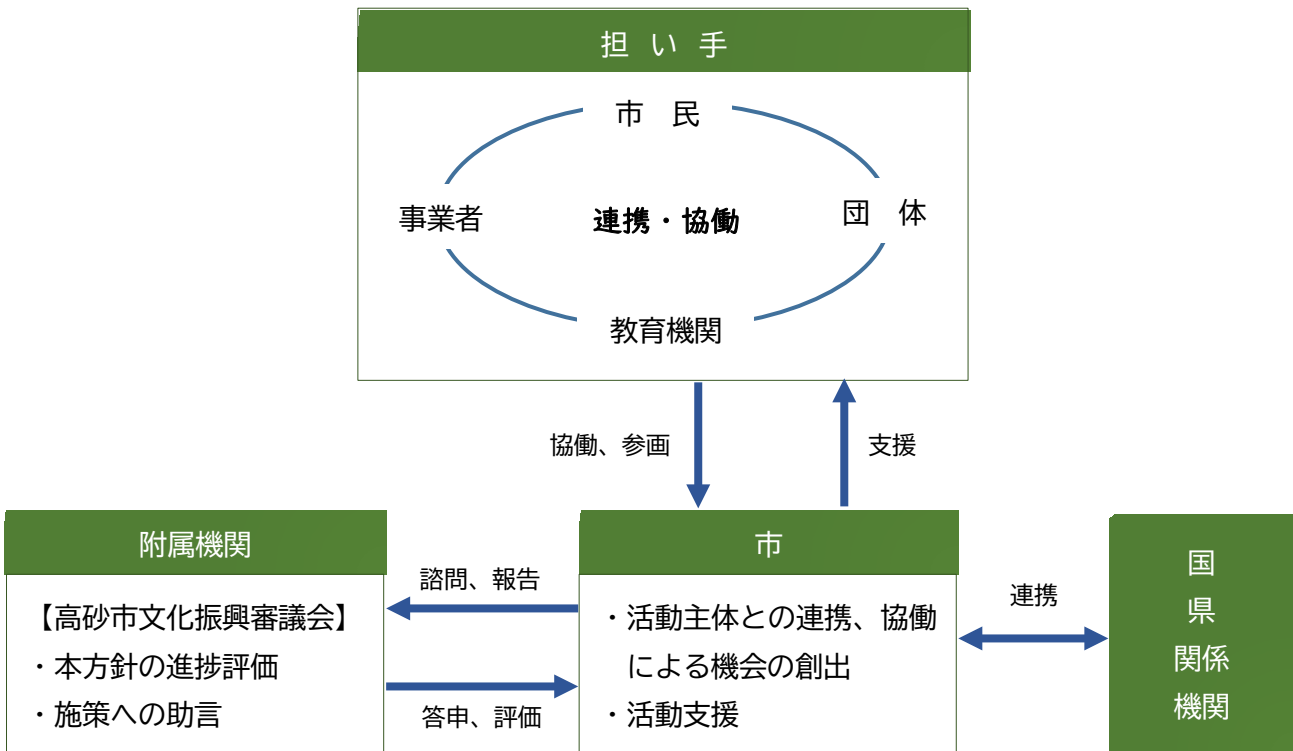 担 い 手
市　民
事業者
連携・協働
団　体
教育機関
協働、参画
支援
附属機関
【高砂市文化振興審議会】
・本方針の進捗評価
・施策への助言
諮問、報告
答申、評価
市
・活動主体との連携、協働
による機会の創出
・活動支援
連携
国
県
関係
機関